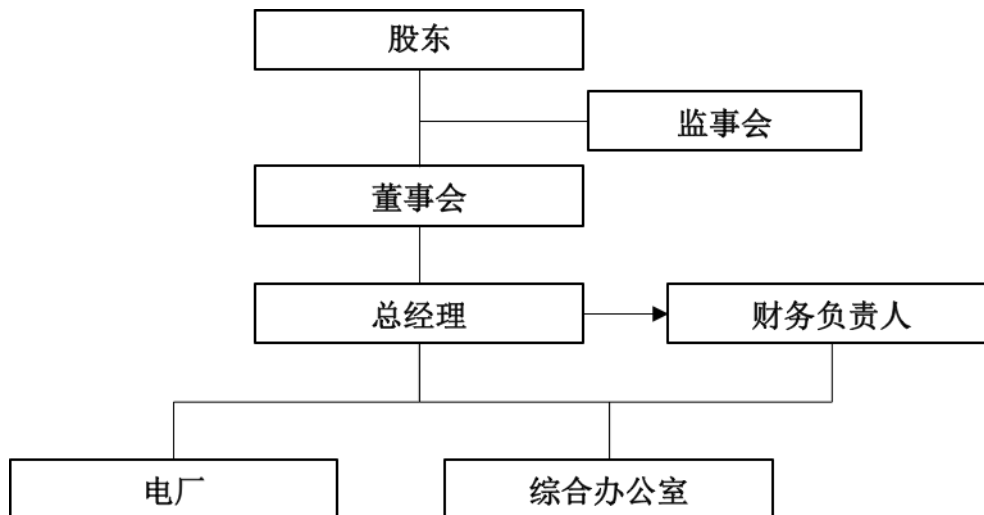 股东
监事会
董事会
总经理
财务负责人
电厂
综合办公室